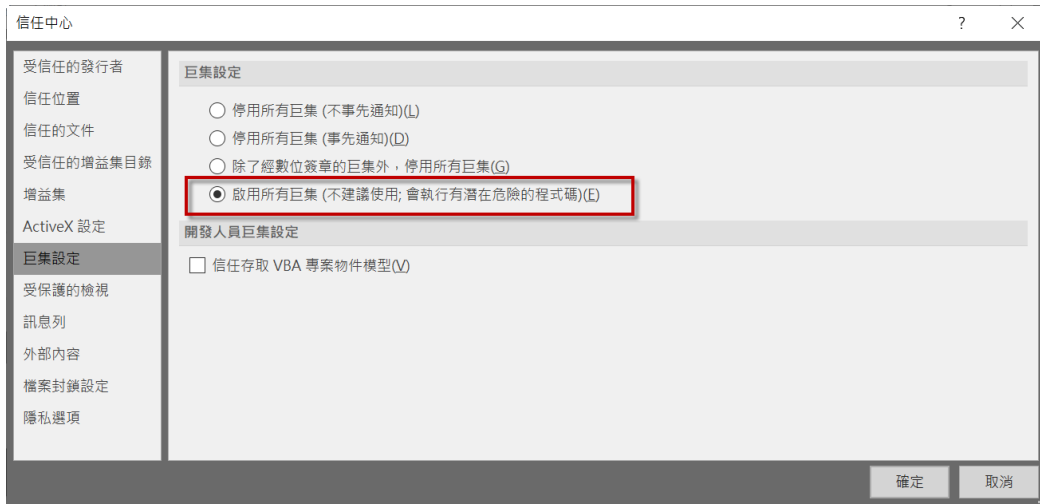 信任中心
?
受信任的發行者
信任位置
信任的文件
受信任的增益集目錄
增益集
ActiveX 設定
巨集設定
受保護的檢視
訊息列
外部內容
檔案封鎖設定
隱私選項
巨集設定
停用所有巨集 (不事先通知)(L)
停用所有巨集 (事先通知)(D)
除了經數位簽章的巨集外，停用所有巨集(G)
啟用所有巨集 (不建議使用; 會執行有潛在危險的程式碼)(E)
開發人員巨集設定
信任存取 VBA 專案物件模型(V)
確定
取消